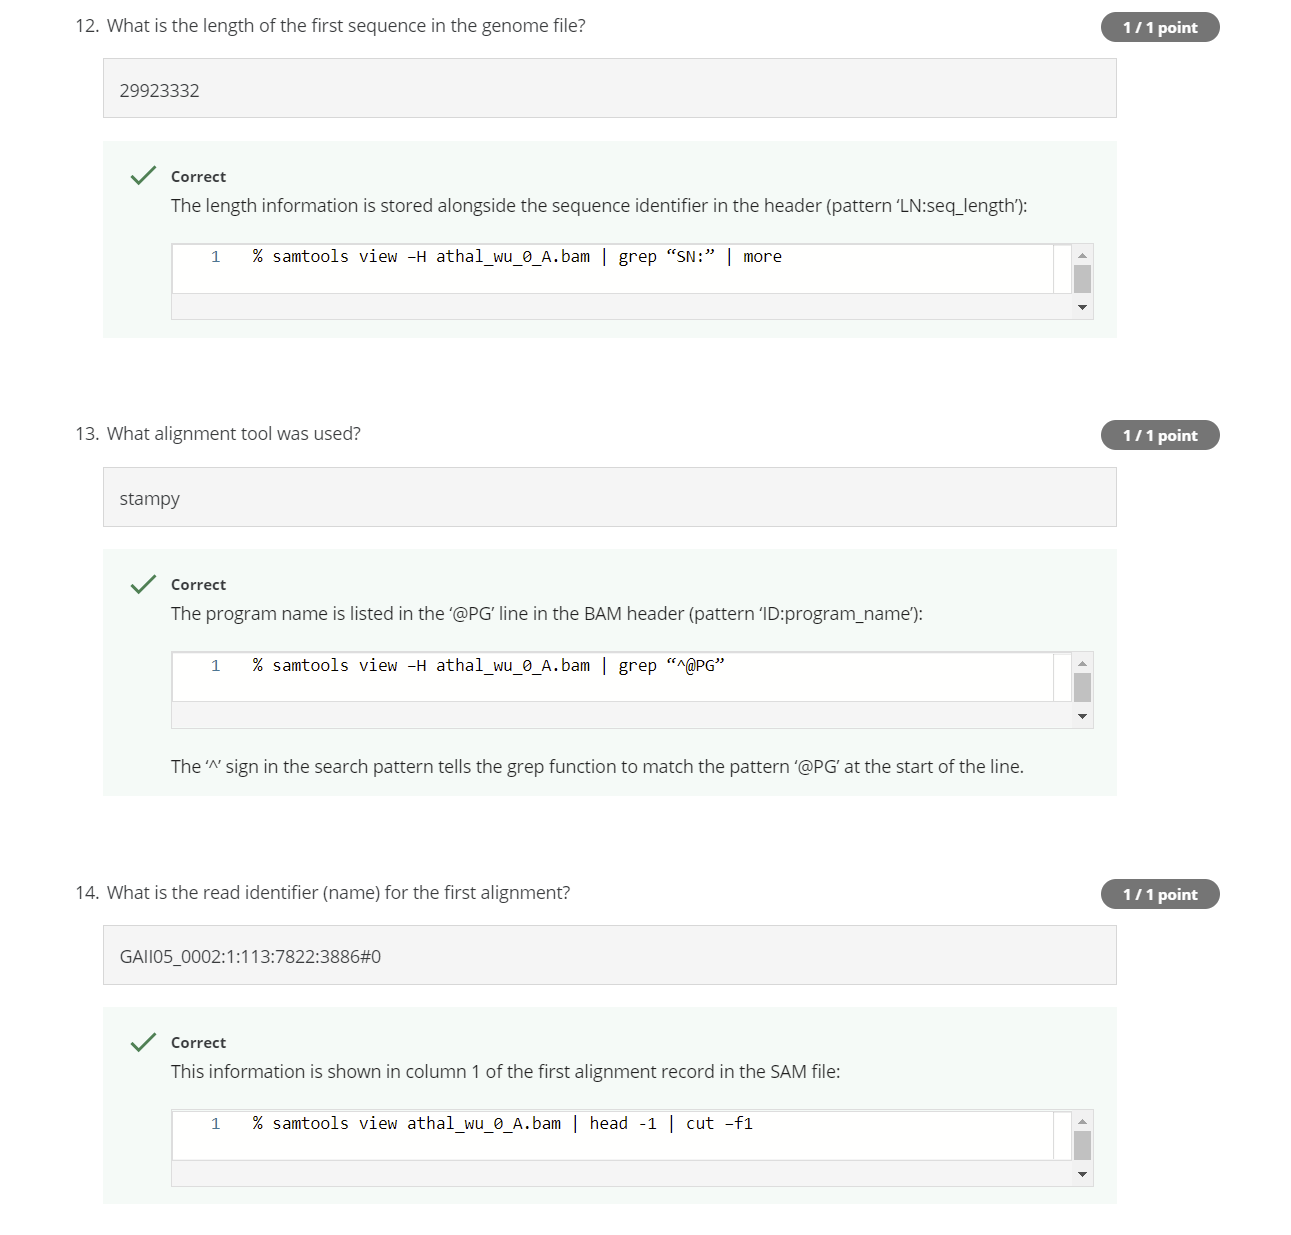 12. What is the length of the first sequence in the genome file?
1 / 1 point
29923332
Correct
The length information is stored alongside the sequence identifier in the header (pattern ‘LN:seq_length’):
1 % samtools view –H athal_wu_0_A.bam | grep “SN:” | more
13. What alignment tool was used?
1 / 1 point
stampy
Correct
The program name is listed in the ‘@PG’ line in the BAM header (pattern ‘ID:program_name’):
1 % samtools view –H athal_wu_0_A.bam | grep “^@PG”
The ‘^’ sign in the search pattern tells the grep function to match the pattern ‘@PG’ at the start of the line.
14. What is the read identifier (name) for the first alignment?
1 / 1 point
GAII05_0002:1:113:7822:3886#0
Correct
This information is shown in column 1 of the first alignment record in the SAM file:
1 % samtools view athal_wu_0_A.bam | head -1 | cut –f1